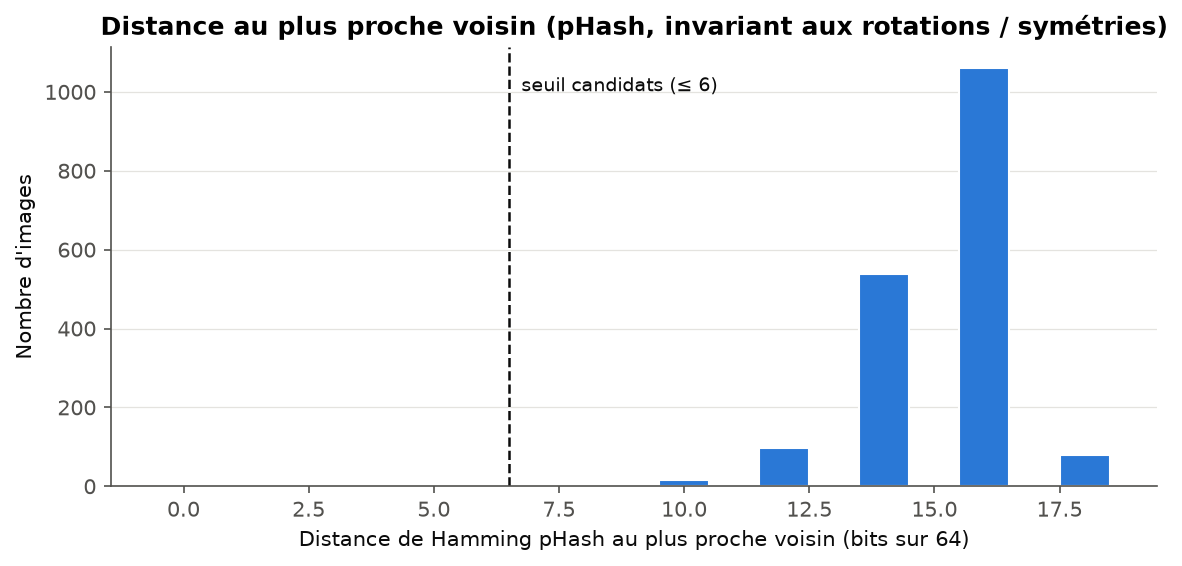 Distance au plus proche voisin (pHash, invariant aux rotations / symétries)
seuil candidats (≤ 6)
1000
800
600
400
200
0
Nombre d'images
0.0 2.5 5.0 7.5 10.0 12.5 15.0 17.5
Distance de Hamming pHash au plus proche voisin (bits sur 64)